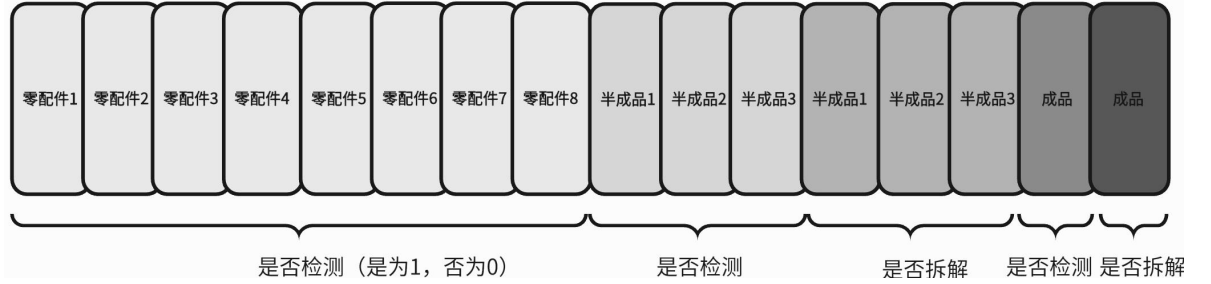 零配件1 零配件2 零配件3 零配件4 零配件5 零配件6 零配件7 零配件8 半成品1 半成品2 半成品3 半成品1 半成品2 半成品3 成品 成品
是否检测（是为1，否为0） 是否检测 是否拆解 是否检测 是否拆解